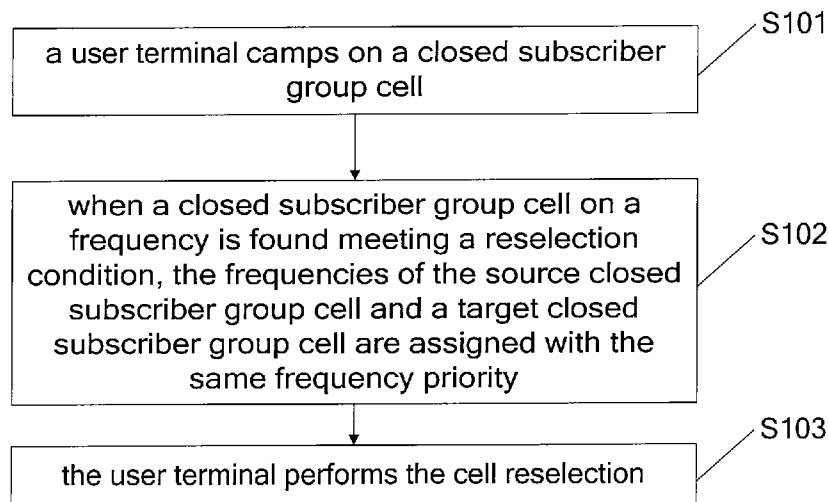 S101
a user terminal camps on a closed subscriber
group cell
when a closed subscriber group cell on a
frequency is found meeting a reselection
condition, the frequencies of the source closed
subscriber group cell and a target closed
subscriber group cell are assigned with the
same frequency priority
S102
S103
the user terminal performs the cell reselection